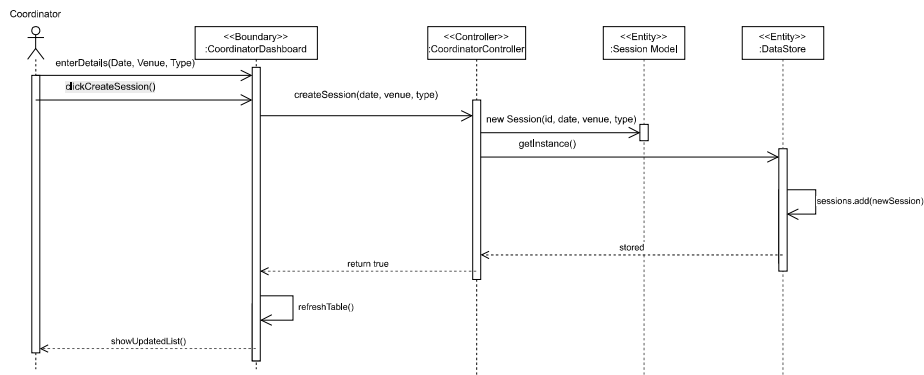 Coordinator
<<Boundary>>
:CoordinatorDashboard
<<Controller>>
:CoordinatorController
<<Entity>>
:Session Model
<<Entity>>
:DataStore
enterDetails(Date, Venue, Type)
clickCreateSession()
createSession(date, venue, type)
new Session(id, date, venue, type)
getInstance()
sessions.add(newSession)
stored
return true
refreshTable()
showUpdatedList()